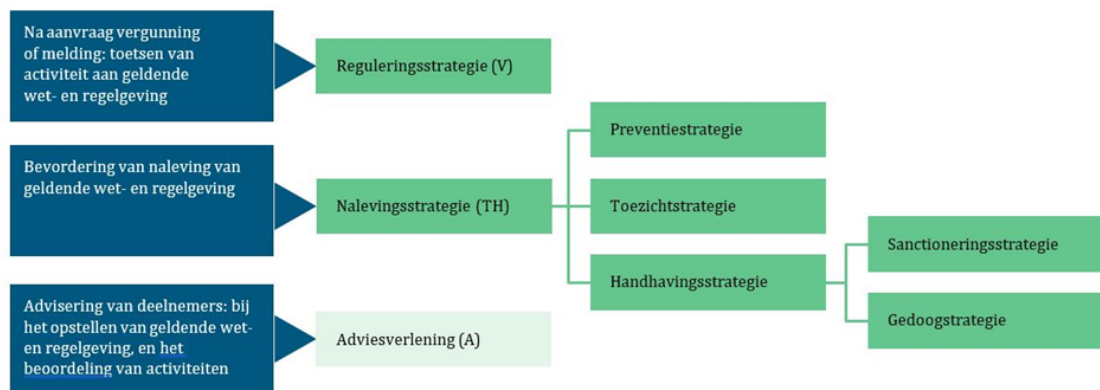 Na aanvraag vergunning
of melding: toetsen van
activiteit aan geldende
wet- en regelgeving
Reguleringsstrategie (V)
Preventiestrategie
Bevordering van naleving van
geldende wet- en regelgeving
Nalevingsstrategie (TH)
Toezichtstrategie
Sanctioneringsstrategie
Handhavingsstrategie
Gedoogstrategie
Advisering van deelnemers: bij
het opstellen van geldende wet-
en regelgeving, en het
beoordeling van activiteiten
Adviesverlening (A)